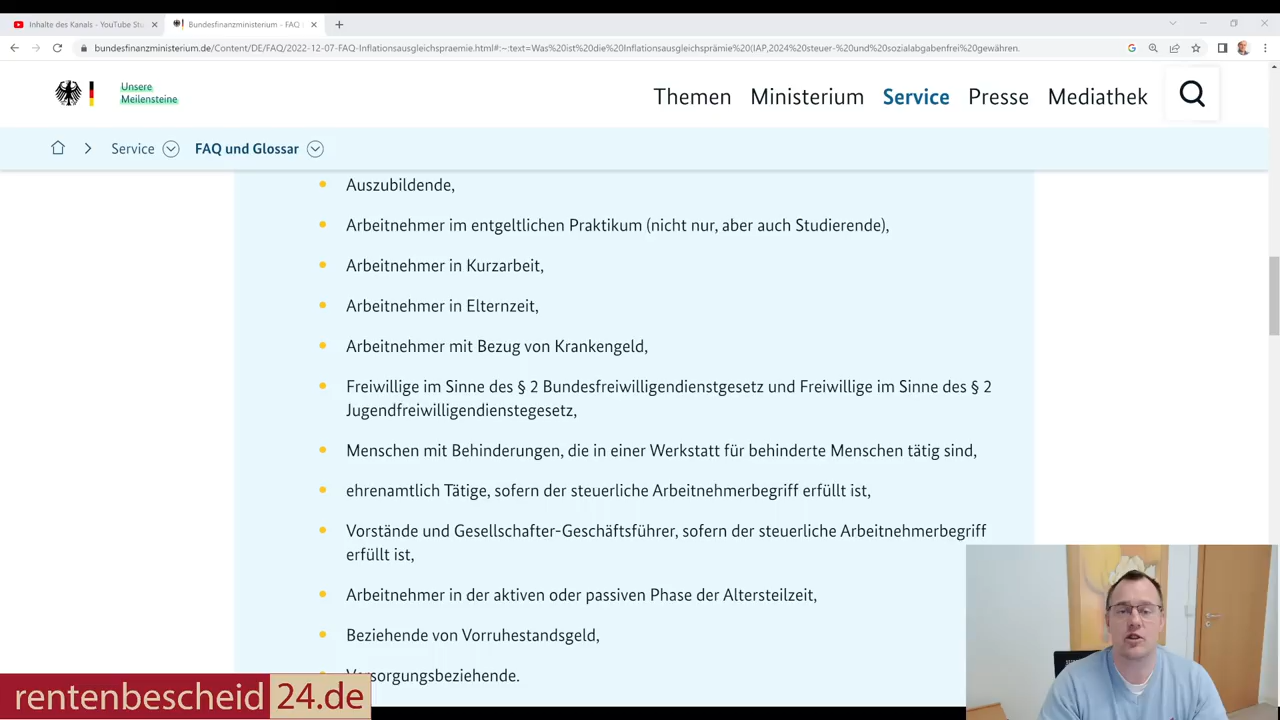 Inhalte des Kanals - YouTube Stu
Bundesfinanzministerium - FAQ
bundesfinanzministerium.de/Content/DE/FAQ/2022-12-07-FAQ-Inflationsausgleichspraemie.html#:~:text=Was%20ist%20die%20Inflationsausgleichsprämie%20(IAP,2024%20steuer-%20und%20sozialabgabenfrei%20gewähren.
Unsere
Meilensteine
Themen Ministerium Service Presse Mediathek
Service FAQ und Glossar
Auszubildende,
Arbeitnehmer im entgeltlichen Praktikum (nicht nur, aber auch Studierende),
Arbeitnehmer in Kurzarbeit,
Arbeitnehmer in Elternzeit,
Arbeitnehmer mit Bezug von Krankengeld,
Freiwillige im Sinne des § 2 Bundesfreiwilligendienstgesetz und Freiwillige im Sinne des § 2
Jugendfreiwilligendienstegesetz,
Menschen mit Behinderungen, die in einer Werkstatt für behinderte Menschen tätig sind,
ehrenamtlich Tätige, sofern der steuerliche Arbeitnehmerbegriff erfüllt ist,
Vorstände und Gesellschafter-Geschäftsführer, sofern der steuerliche Arbeitnehmerbegriff
erfüllt ist,
Arbeitnehmer in der aktiven oder passiven Phase der Altersteilzeit,
Beziehende von Vorruhestandsgeld,
Versorgungsbeziehende.
rentenbescheid 24.de